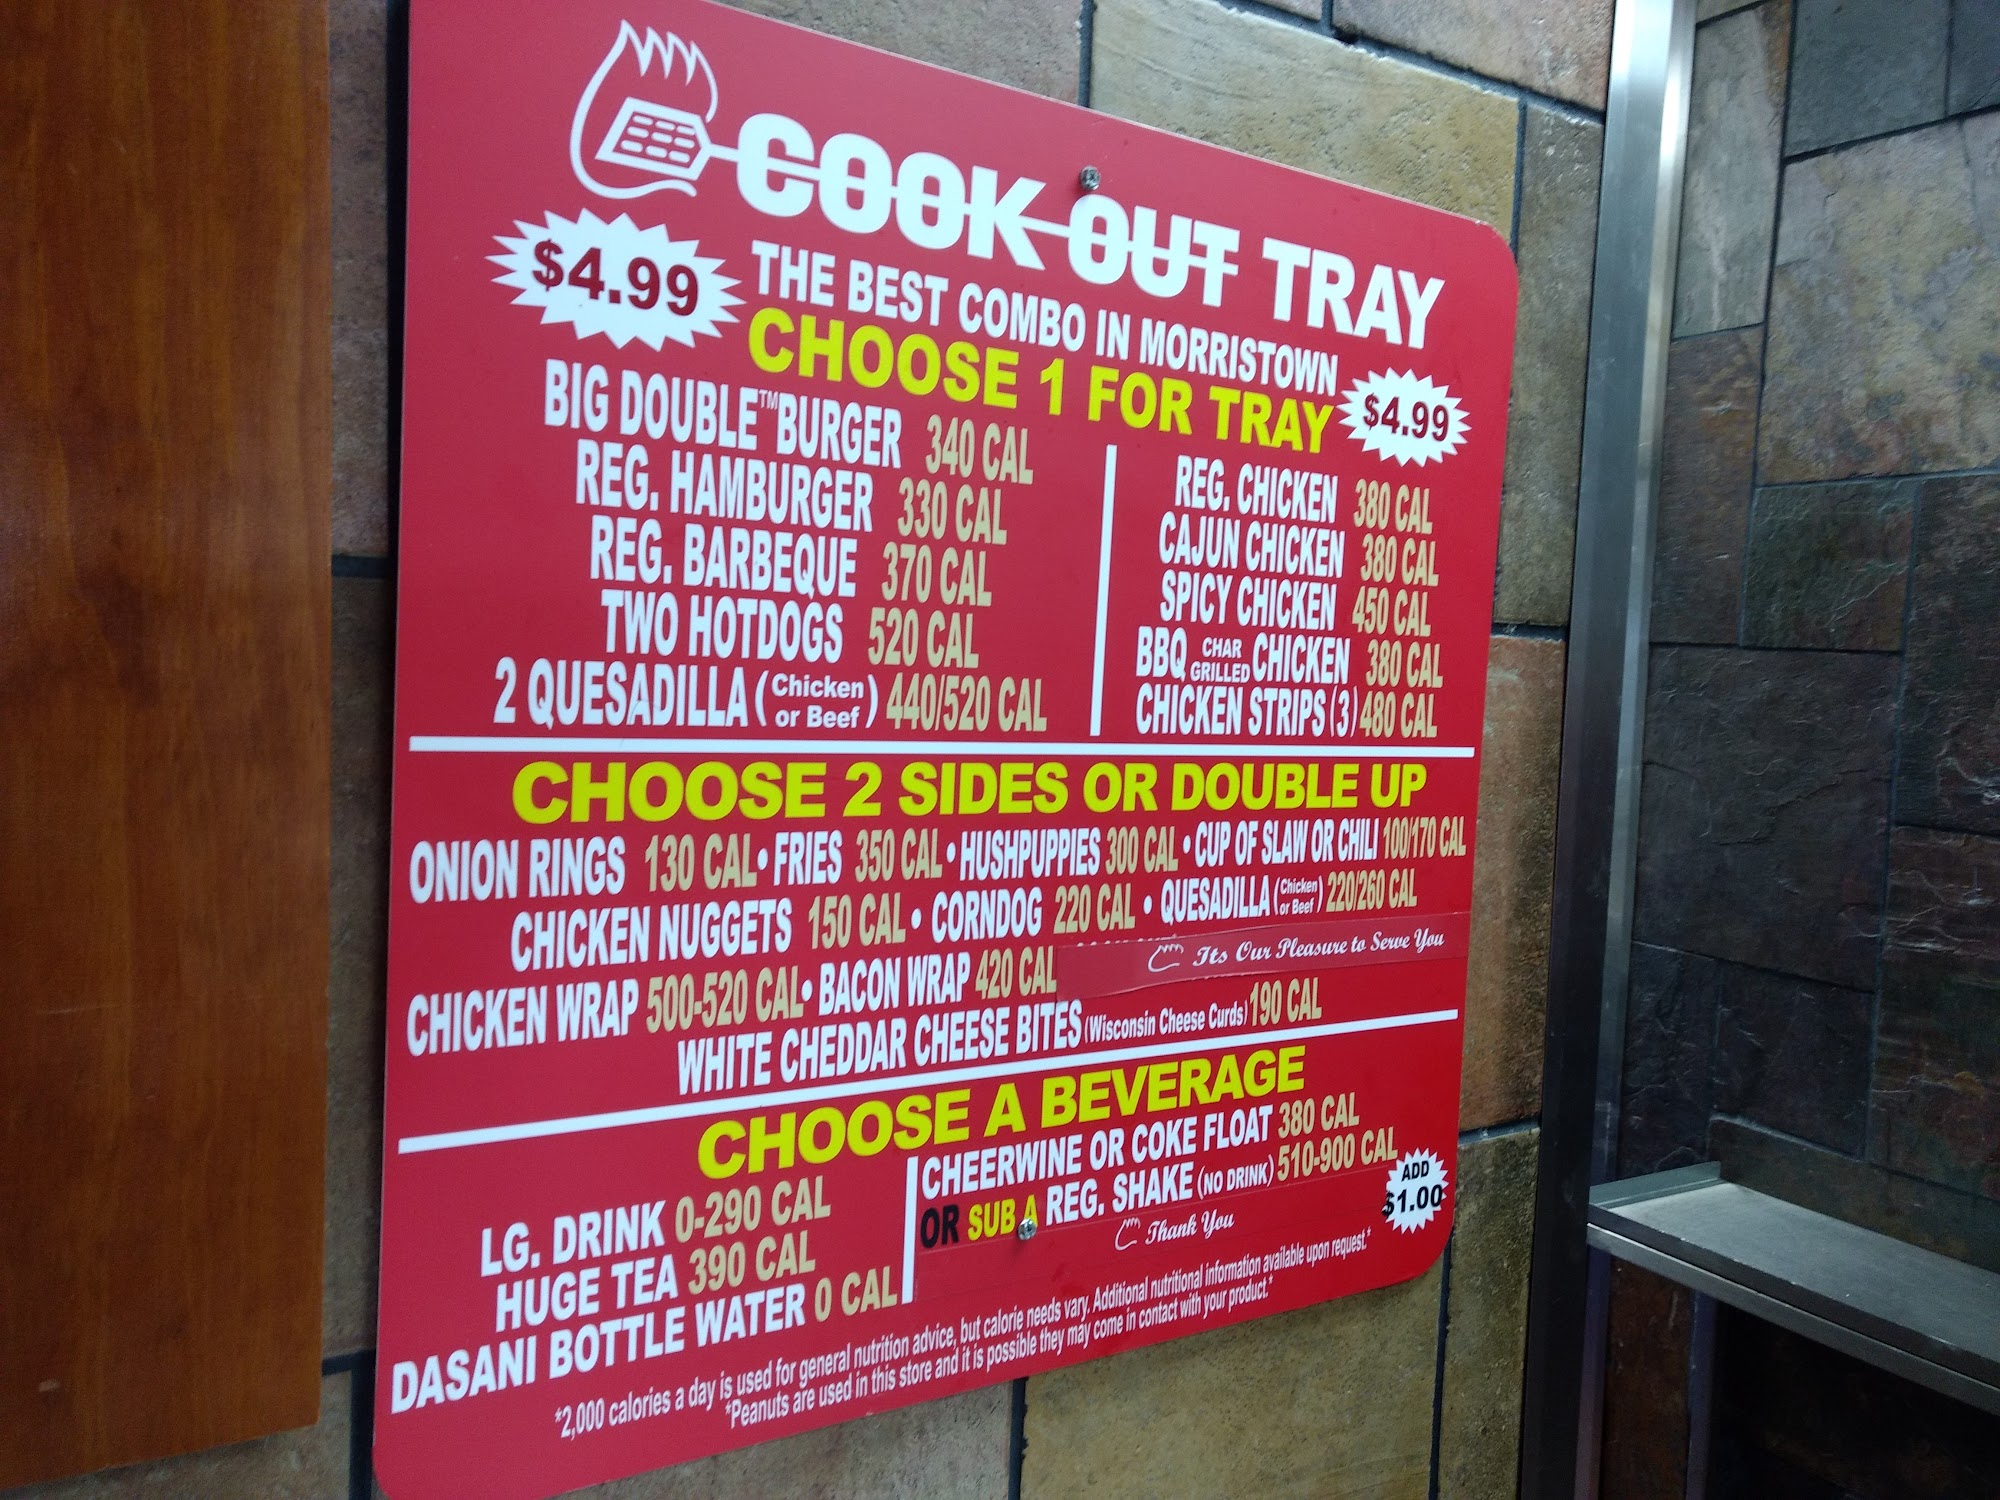 COOK OUT TRAY
$4.99
THE BEST COMBO IN MORRISTOWN
CHOOSE 1 FOR TRAY
$4.99
BIG DOUBLE™ BURGER 340 CAL
REG. HAMBURGER 330 CAL
REG. BARBEQUE 370 CAL
TWO HOTDOGS 520 CAL
2 QUESADILLA (Chicken or Beef) 440/520 CAL
REG. CHICKEN 380 CAL
CAJUN CHICKEN 380 CAL
SPICY CHICKEN 450 CAL
BBQ CHAR GRILLED CHICKEN 380 CAL
CHICKEN STRIPS (3) 480 CAL
CHOOSE 2 SIDES OR DOUBLE UP
ONION RINGS 130 CAL • FRIES 350 CAL • HUSHPUPPIES 300 CAL • CUP OF SLAW OR CHILI 100/170 CAL
CHICKEN NUGGETS 150 CAL • CORNDOG 220 CAL • QUESADILLA (Chicken or Beef) 220/260 CAL
CHICKEN WRAP 500-520 CAL • BACON WRAP 420 CAL
Its Our Pleasure to Serve You
WHITE CHEDDAR CHEESE BITES (Wisconsin Cheese Curds) 190 CAL
CHOOSE A BEVERAGE
LG. DRINK 0-290 CAL
HUGE TEA 390 CAL
DASANI BOTTLE WATER 0 CAL
CHEERWINE OR COKE FLOAT 380 CAL
OR SUB A REG. SHAKE (NO DRINK) 510-900 CAL
ADD $1.00
Thank You
*2,000 calories a day is used for general nutrition advice, but calorie needs vary. Additional nutritional information available upon request.*
*Peanuts are used in this store and it is possible they may come in contact with your product.*